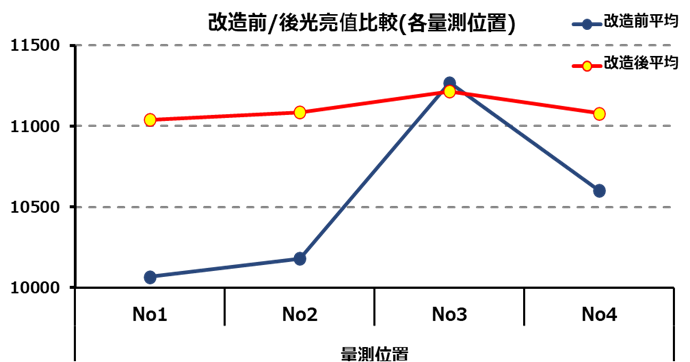 改造前/後光亮值比較(各量測位置)
改造前平均
改造後平均
11500
11000
10500
10000
No1 No2 No3 No4
量測位置